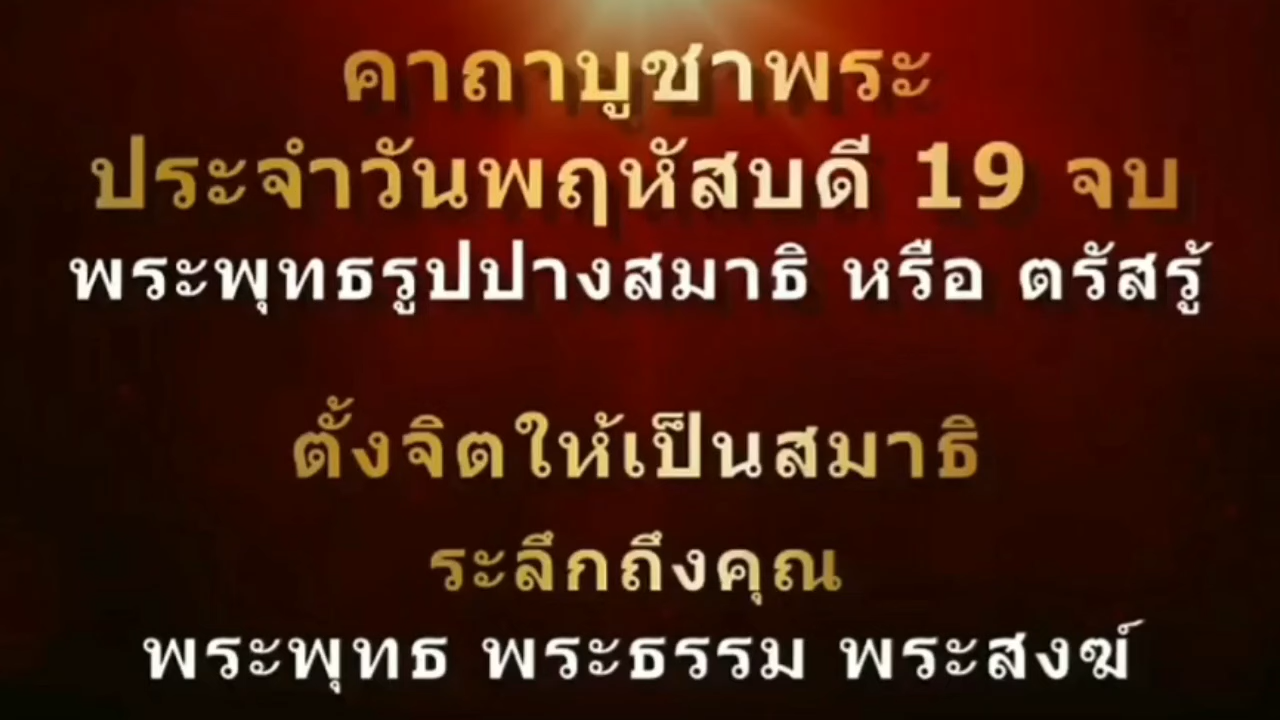 คาถาบูชาพระ
ประจำวันพฤหัสบดี 19 จบ
พระพุทธรูปปางสมาธิ หรือ ตรัสรู้
ตั้งจิตให้เป็นสมาธิ
ระลึกถึงคุณ
พระพุทธ พระธรรม พระสงฆ์